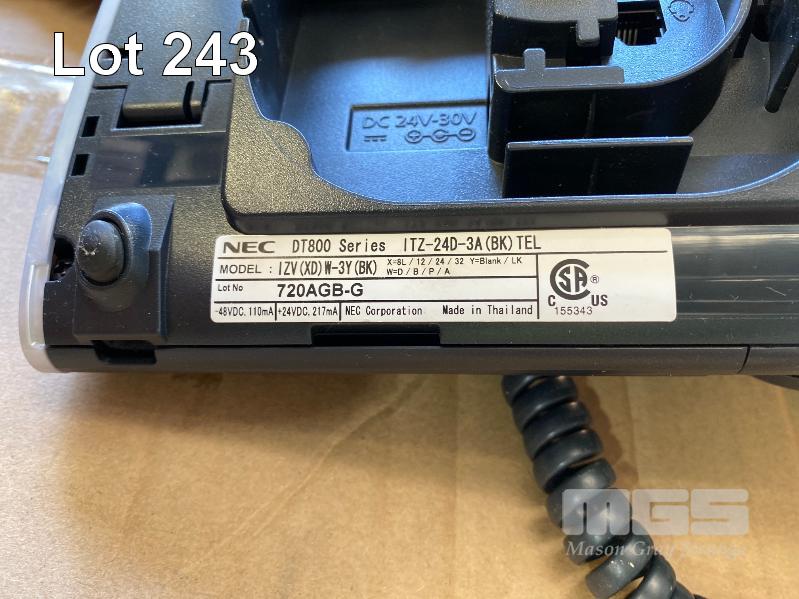 Lot 243
DC 24V-30V
NEC DT800 Series ITZ-24D-3A(BK)TEL
MODEL : IZV(XD)W-3Y(BK) X=8L / 12 / 24 / 32 Y=Blank / LK
W=D / B / P / A
Lot No 720AGB-G
-48VDC, 110mA +24VDC, 217mA NEC Corporation Made in Thailand
CSA ®
C US
155343
MGS
Mason Gray Strange